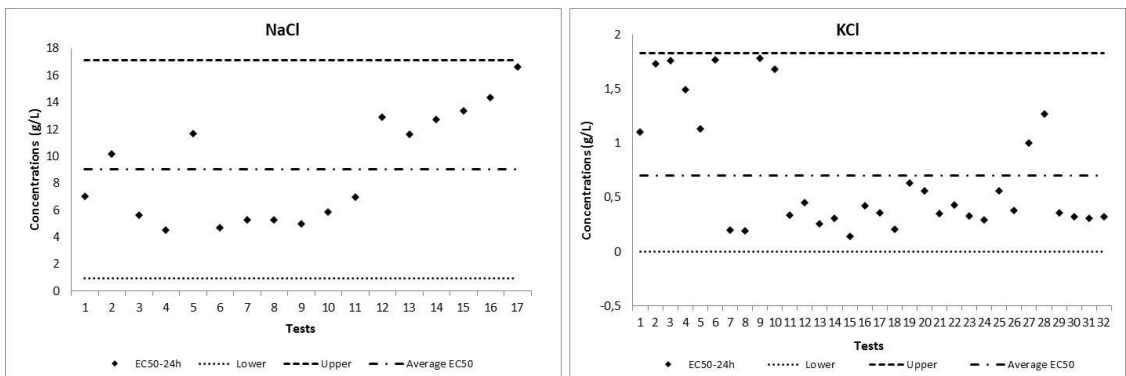 NaCl
Concentrations (g/L)
18
16
14
12
10
8
6
4
2
0
1 2 3 4 5 6 7 8 9 10 11 12 13 14 15 16 17
Tests
EC50-24h Lower Upper Average EC50
KCl
Concentrations (g/L)
2
1,5
1
0,5
0
-0,5
1 2 3 4 5 6 7 8 9 10 11 12 13 14 15 16 17 18 19 20 21 22 23 24 25 26 27 28 29 30 31 32
Tests
EC50-24h Lower Upper Average EC50